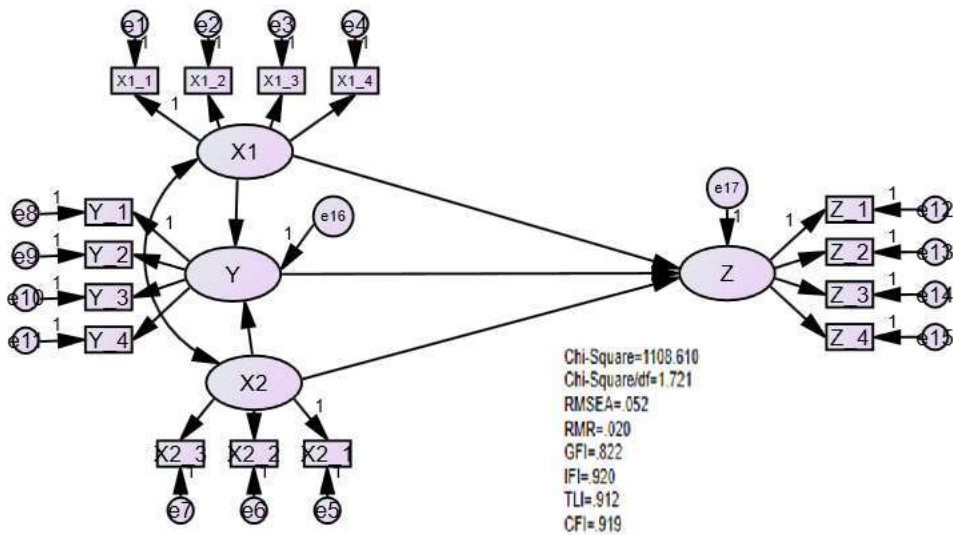 e1 e2 e3 e4
1 1 1 1
X1_1 X1_2 X1_3 X1_4
1
X1
e17
1
e8 1 Y_1 1
e9 1 Y_2
e10 1 Y_3
e11 1 Y_4
e16
1
Y
Z
1 Z_1 1 e12
Z_2 1 e13
Z_3 1 e14
Z_4 1 e15
X2
1
X2_3 X2_2 X2_1
1 1 1
e7 e6 e5
Chi-Square=1108.610
Chi-Square/df=1.721
RMSEA=.052
RMR=.020
GFI=.822
IFI=.920
TLI=.912
CFI=.919